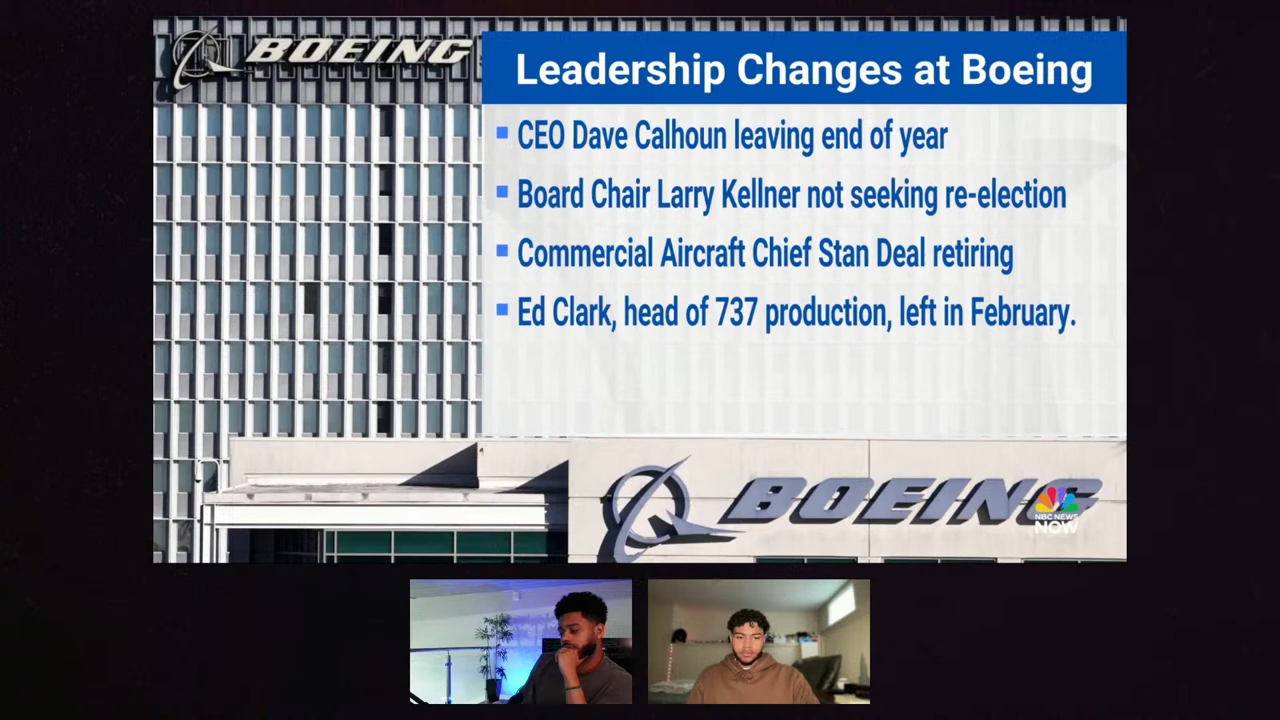 BOEING
Leadership Changes at Boeing
CEO Dave Calhoun leaving end of year
Board Chair Larry Kellner not seeking re-election
Commercial Aircraft Chief Stan Deal retiring
Ed Clark, head of 737 production, left in February.
BOEING
NBC NEWS
NOW